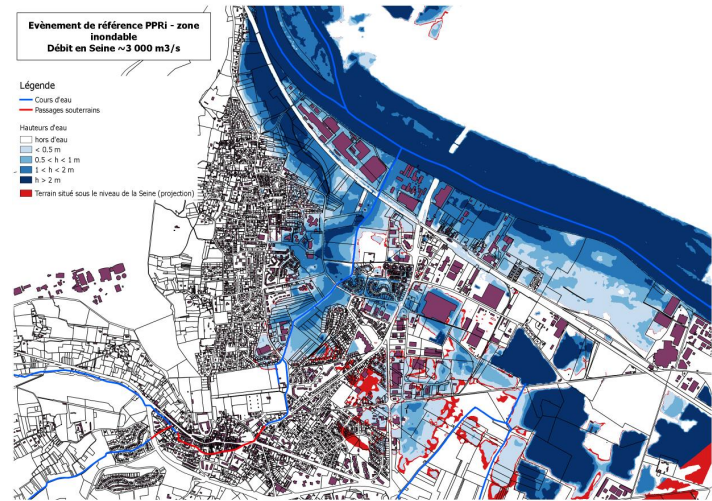 Evènement de référence PPRi - zone
inondable
Débit en Seine ~3 000 m3/s
Légende
Cours d'eau
Passages souterrains
Hauteurs d'eau
hors d'eau
< 0.5 m
0.5 < h < 1 m
1 < h < 2 m
h > 2 m
Terrain situé sous le niveau de la Seine (projection)